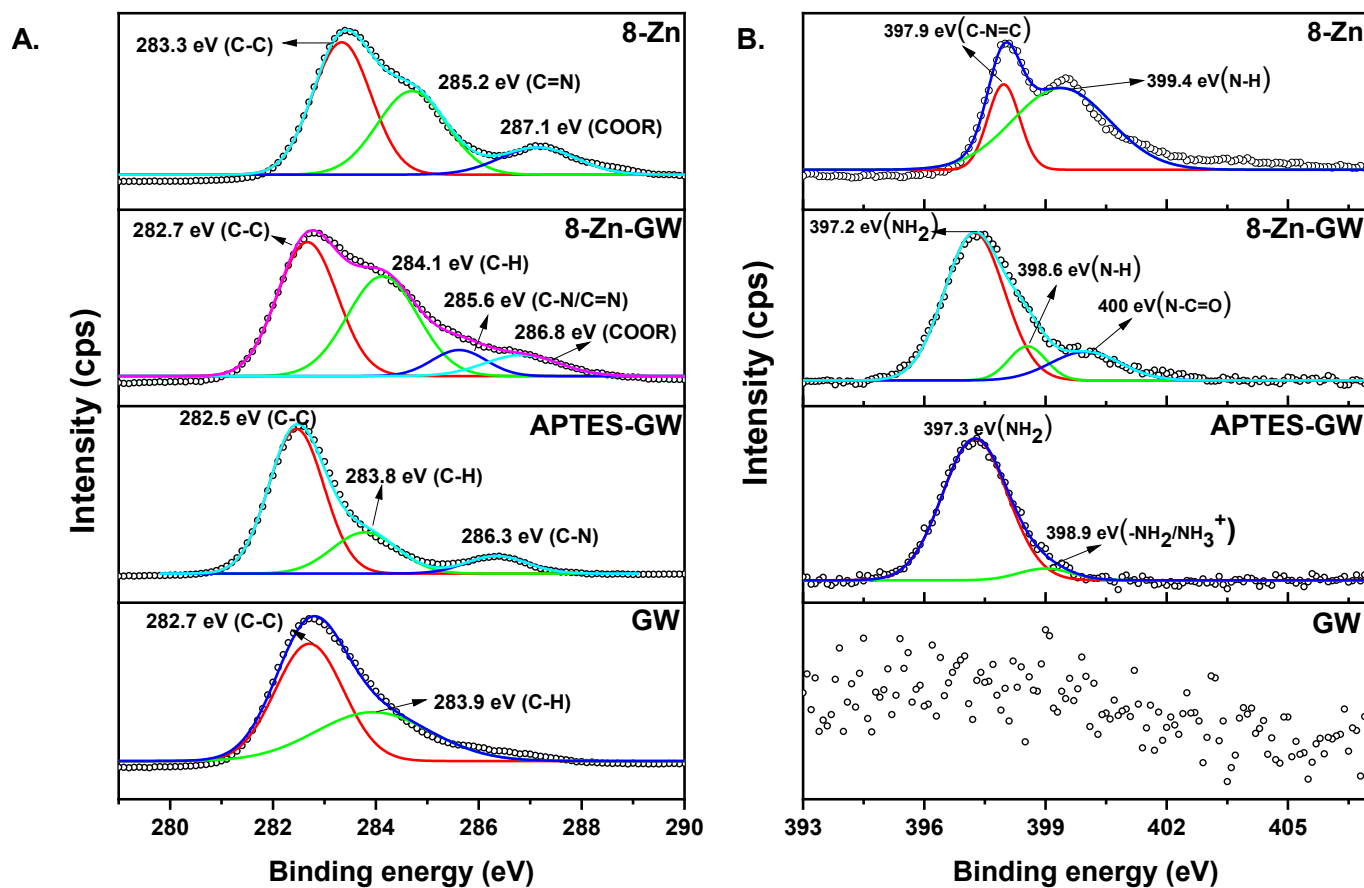 A.
8-Zn
283.3 eV (C-C)
285.2 eV (C=N)
287.1 eV (COOR)
8-Zn-GW
282.7 eV (C-C)
284.1 eV (C-H)
285.6 eV (C-N/C=N)
286.8 eV (COOR)
APTES-GW
282.5 eV (C-C)
283.8 eV (C-H)
286.3 eV (C-N)
GW
282.7 eV (C-C)
283.9 eV (C-H)
280 282 284 286 288 290
Binding energy (eV)
Intensity (cps)
B.
8-Zn
397.9 eV(C-N=C)
399.4 eV(N-H)
8-Zn-GW
397.2 eV(NH2)
398.6 eV(N-H)
400 eV(N-C=O)
APTES-GW
397.3 eV(NH2)
398.9 eV(-NH2/NH3+)
GW
393 396 399 402 405
Binding energy (eV)
Intensity (cps)